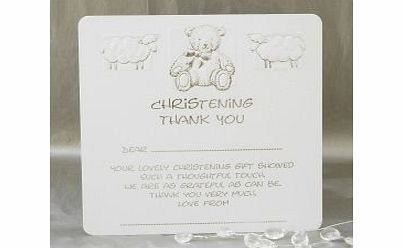 CHRISTENING
THANK YOU
DEAR
YOUR LOVELY CHRISTENING GIFT SHOWED
SUCH A THOUGHTFUL TOUCH,
WE ARE AS GRATEFUL AS CAN BE,
THANK YOU VERY MUCH,
LOVE FROM